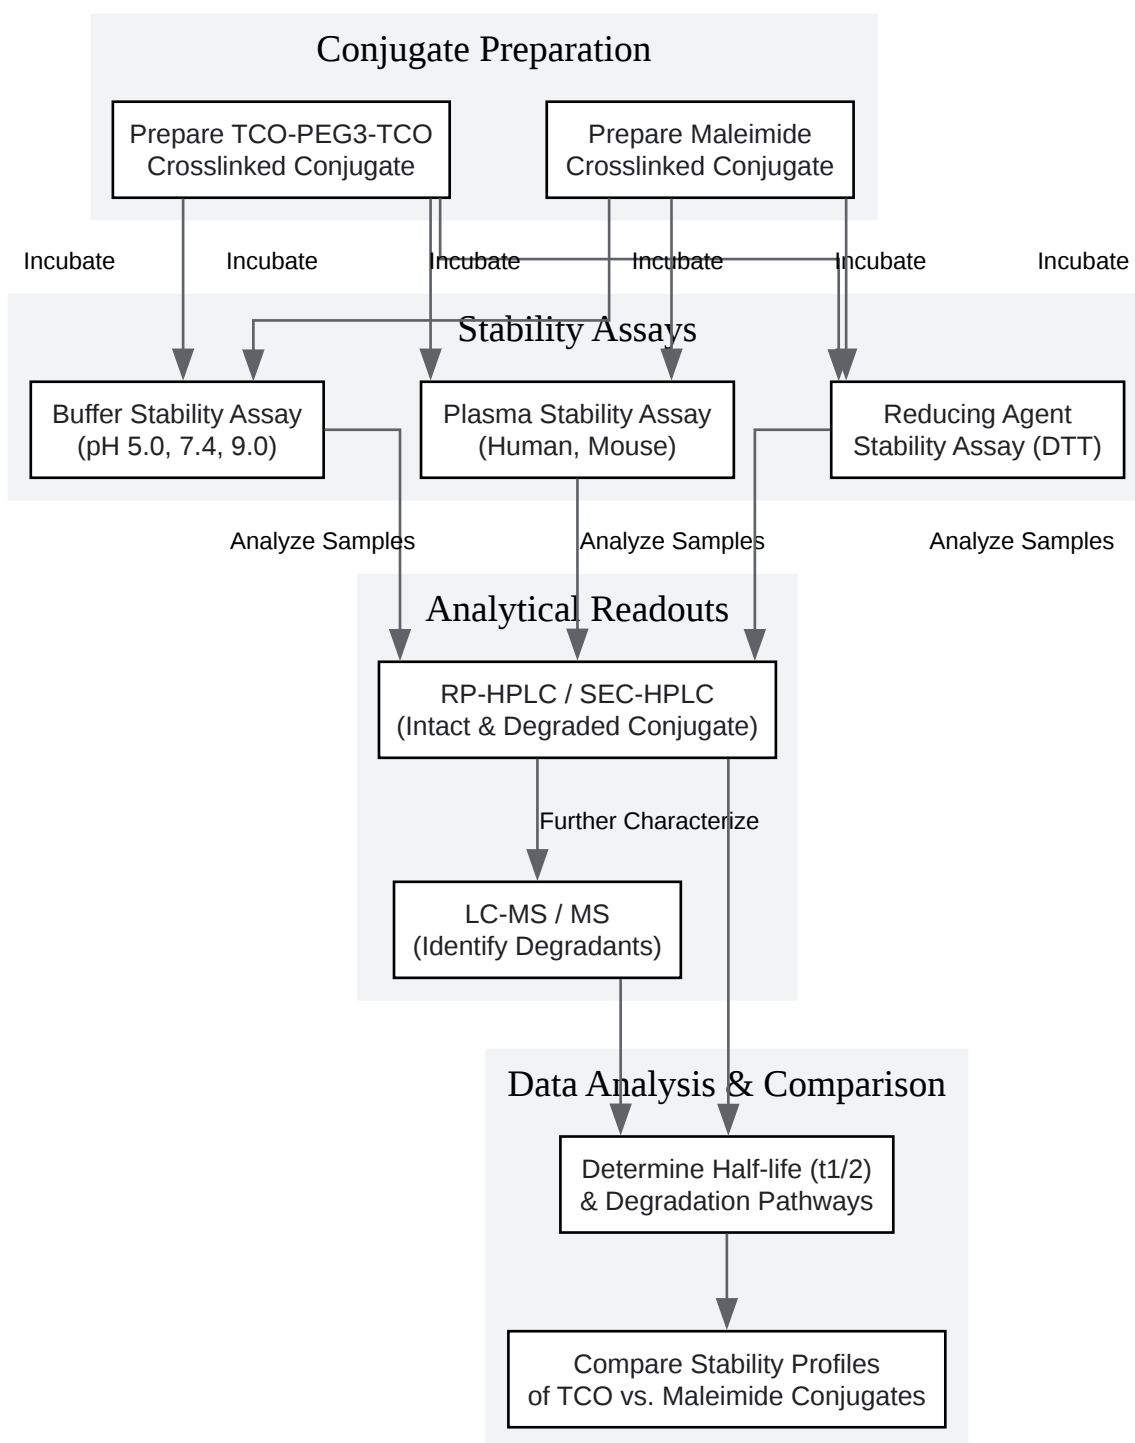 Conjugate Preparation
Prepare TCO-PEG3-TCO
Crosslinked Conjugate
Prepare Maleimide
Crosslinked Conjugate
Incubate
Incubate
Incubate
Incubate
Incubate
Incubate
Stability Assays
Buffer Stability Assay
(pH 5.0, 7.4, 9.0)
Plasma Stability Assay
(Human, Mouse)
Reducing Agent
Stability Assay (DTT)
Analyze Samples
Analyze Samples
Analyze Samples
Analytical Readouts
RP-HPLC / SEC-HPLC
(Intact & Degraded Conjugate)
Further Characterize
LC-MS / MS
(Identify Degradants)
Data Analysis & Comparison
Determine Half-life (t1/2)
& Degradation Pathways
Compare Stability Profiles
of TCO vs. Maleimide Conjugates